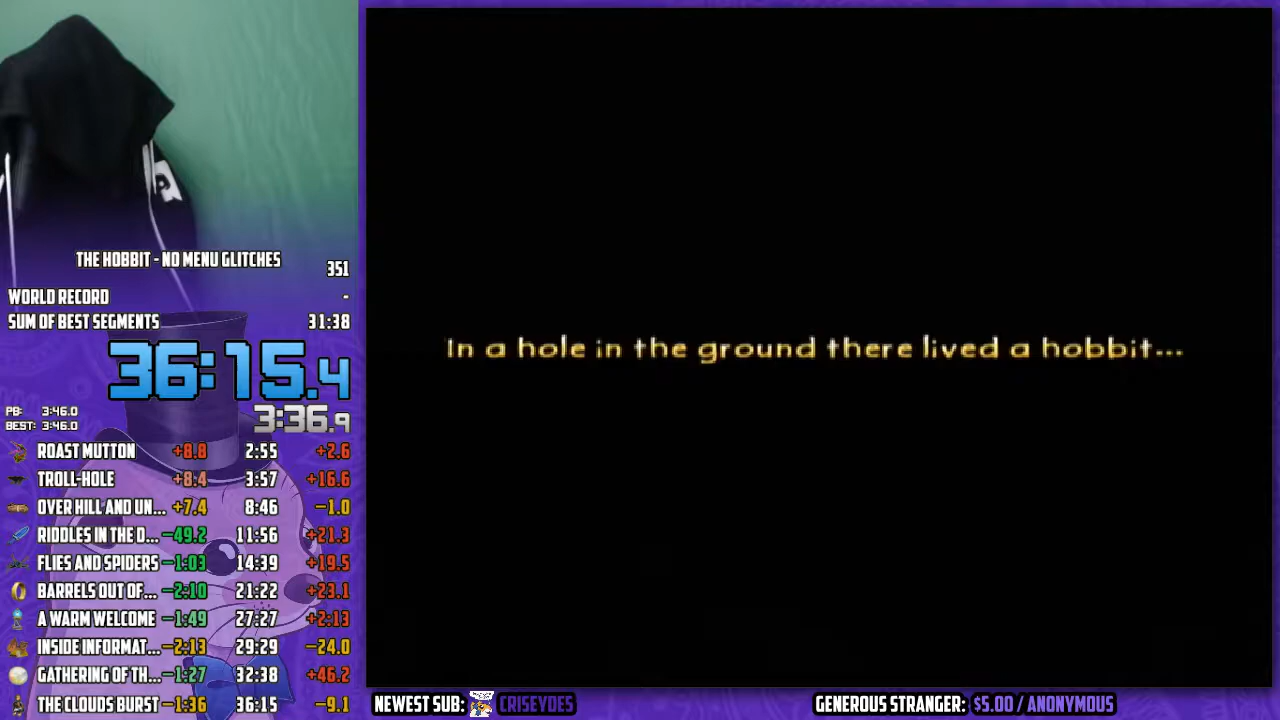 THE HOBBIT - NO MENU GLITCHES
351
WORLD RECORD -
SUM OF BEST SEGMENTS 31:38
36:15.4
PB: 3:46.0
BEST: 3:46.0
3:36.9
ROAST MUTTON +8.8 2:55 +2.6
TROLL-HOLE +8.4 3:57 +16.6
OVER HILL AND UN... +7.4 8:46 -1.0
RIDDLES IN THE D... -49.2 11:56 +21.3
FLIES AND SPIDERS -1:03 14:39 +19.5
BARRELS OUT OF... -2:10 21:22 +23.1
A WARM WELCOME -1:49 27:27 +2:13
INSIDE INFORMAT... -2:13 29:29 -24.0
GATHERING OF TH... -1:27 32:38 +46.2
THE CLOUDS BURST -1:36 36:15 -9.1
In a hole in the ground there lived a hobbit...
NEWEST SUB: CRISEYDES
GENEROUS STRANGER: $5.00 / ANONYMOUS